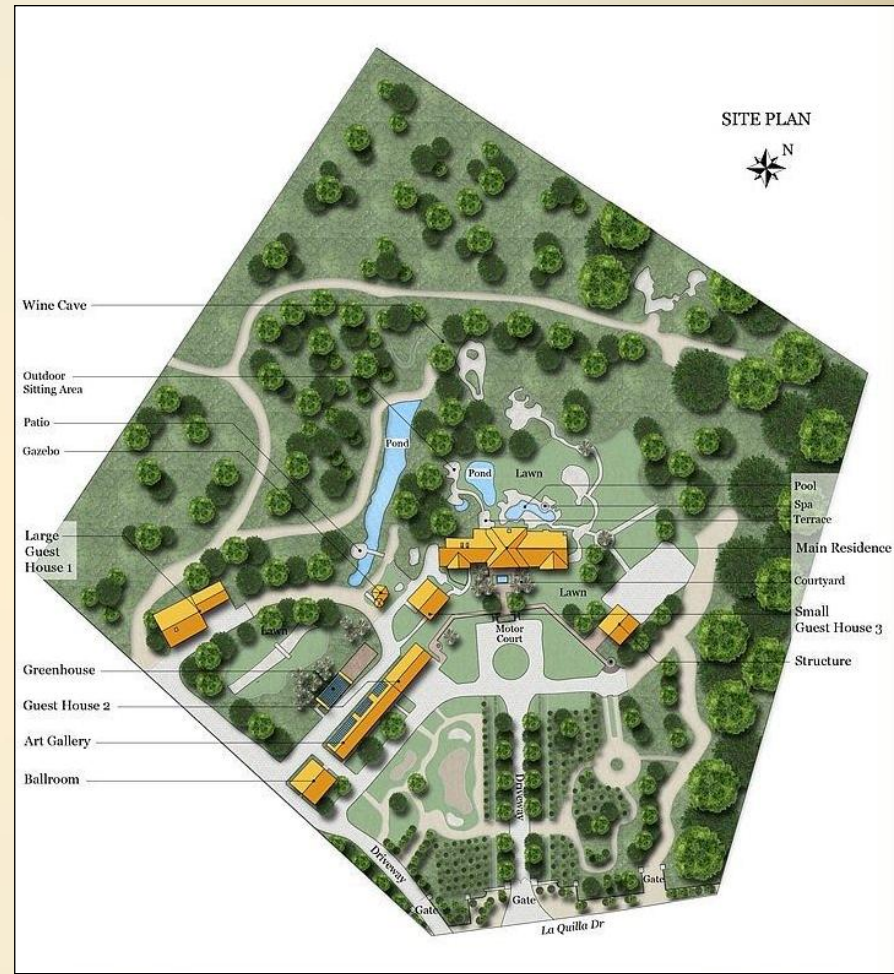 SITE PLAN
N
Wine Cave
Outdoor
Sitting Area
Patio
Gazebo
Pond
Pond
Lawn
Pool
Spa
Terrace
Large
Guest
House 1
Main Residence
Courtyard
Lawn
Small
Guest House 3
Motor
Court
Lawn
Structure
Greenhouse
Guest House 2
Art Gallery
Ballroom
Driveway
Driveway
Gate
Gate
Gate
La Quilla Dr